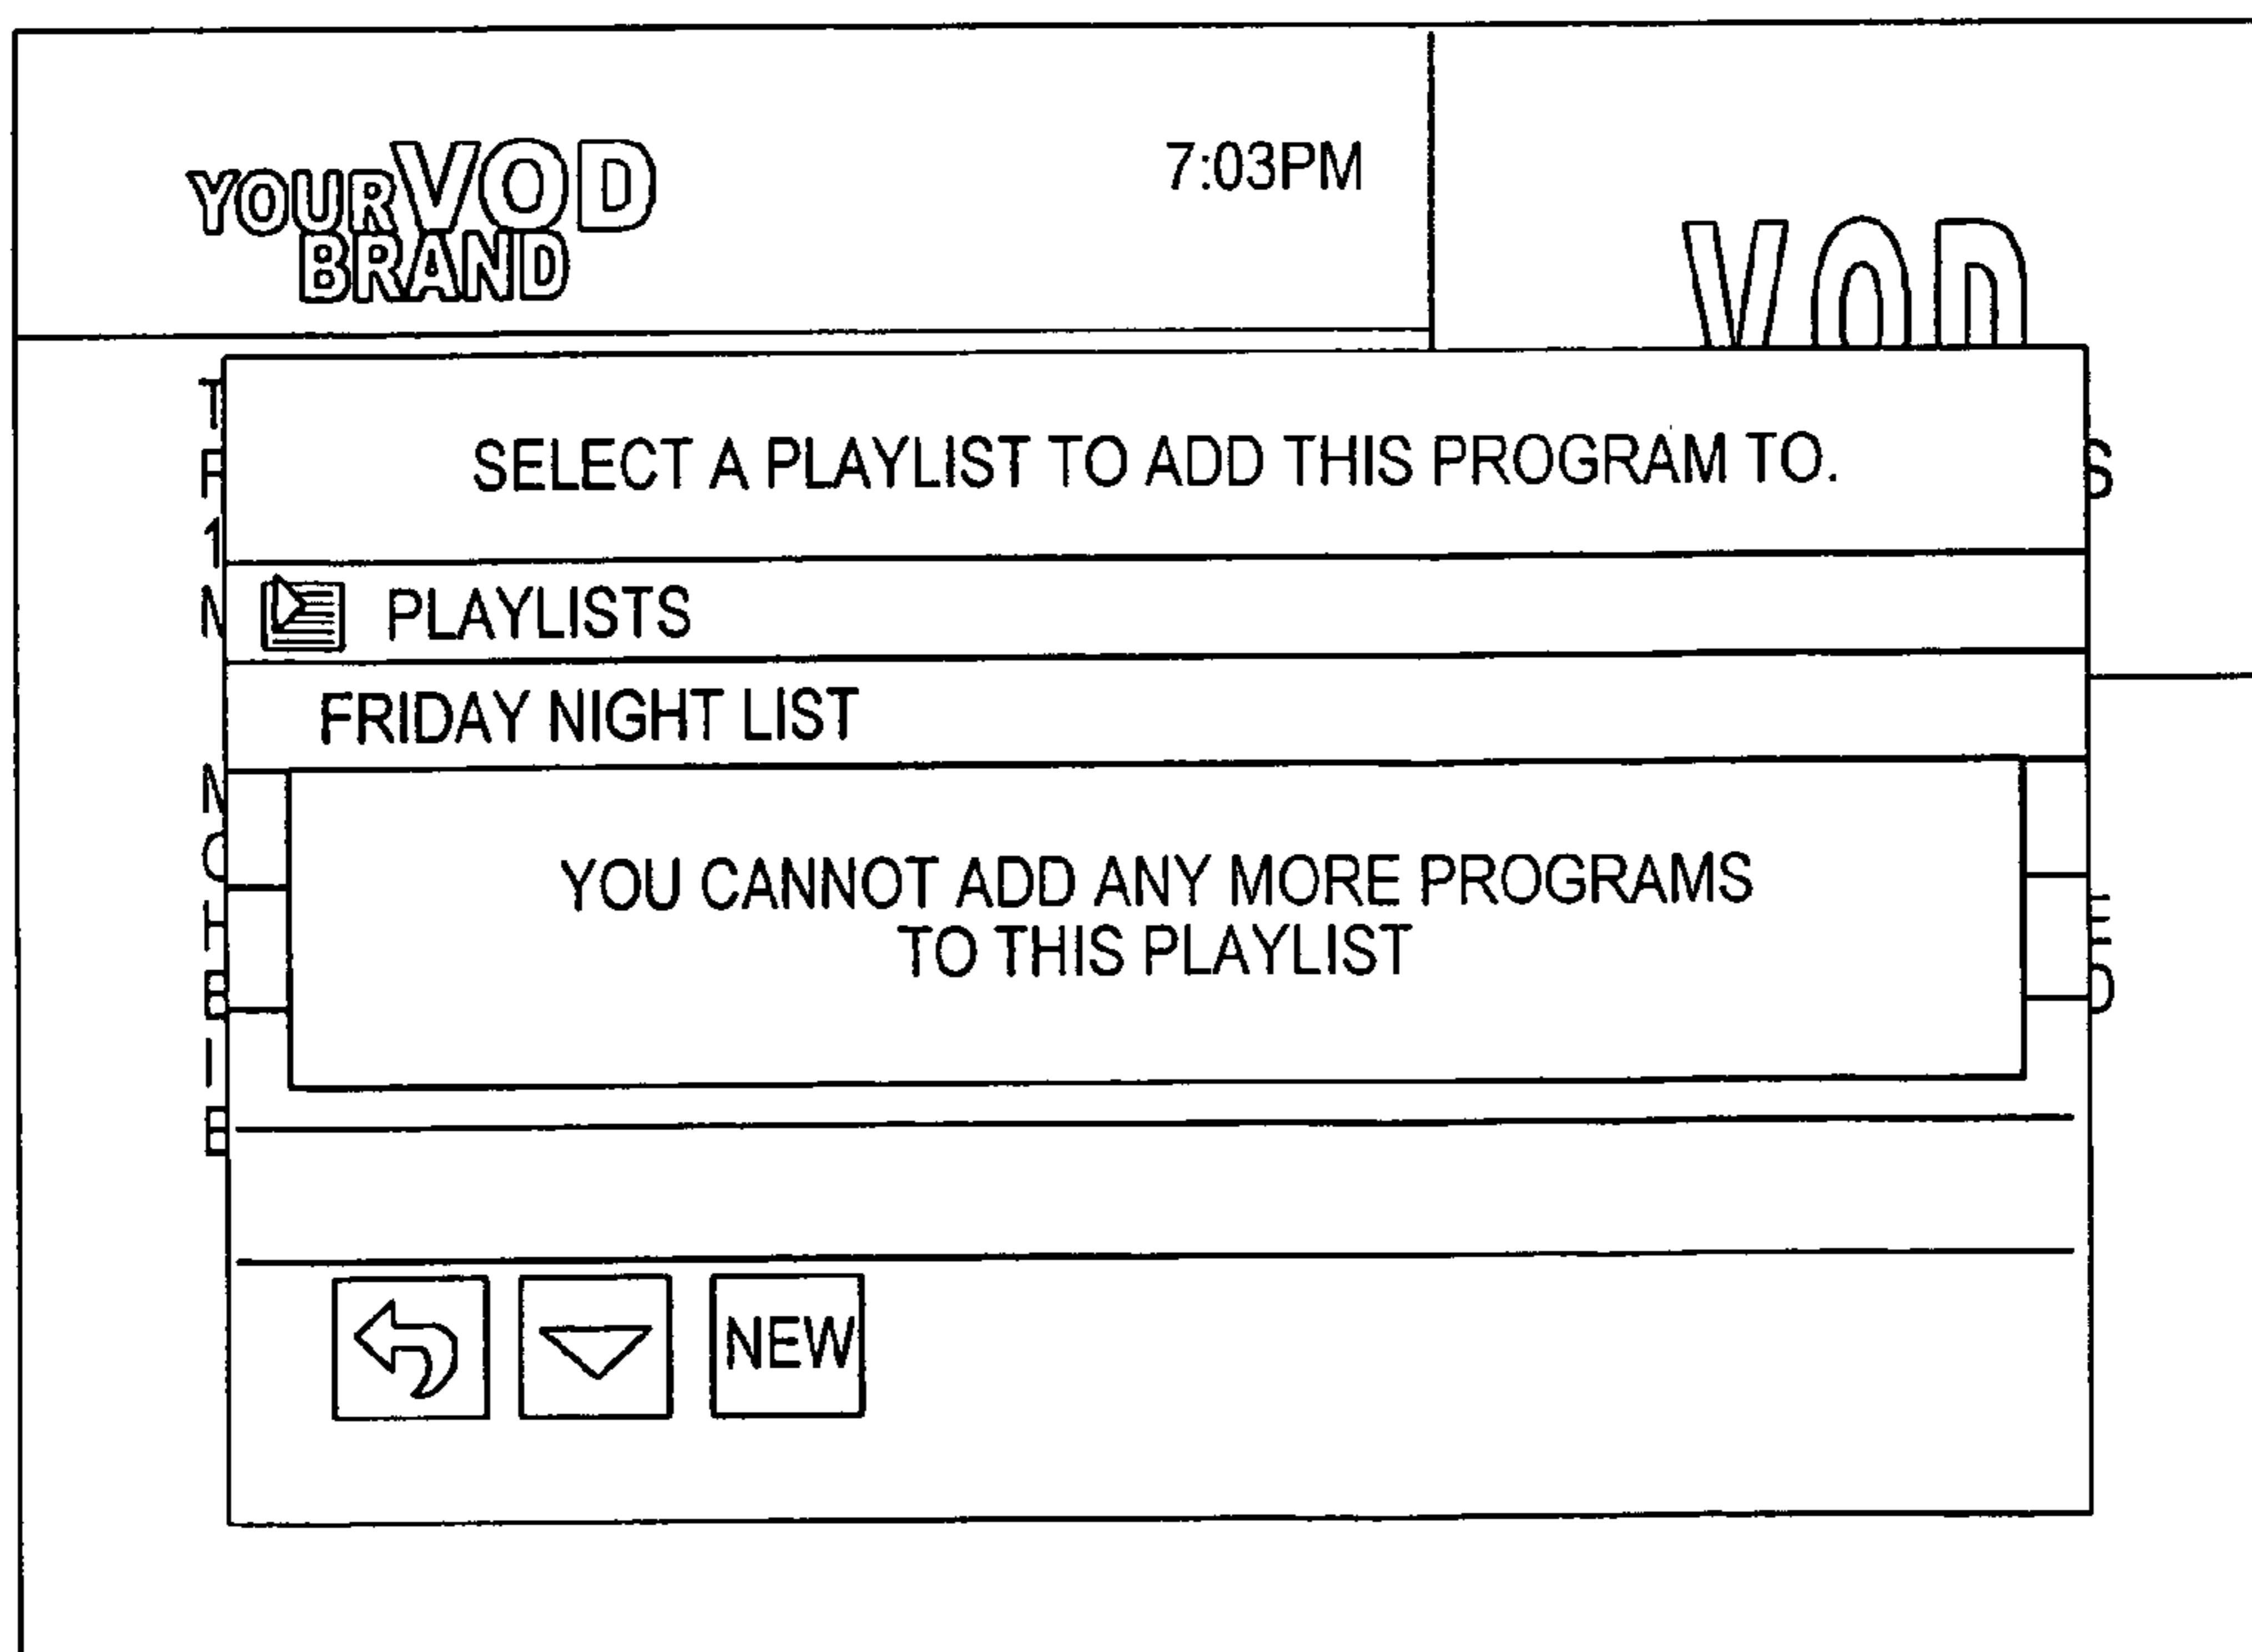 YOUR VOD
BRAND
7:03PM
VOD
SELECT A PLAYLIST TO ADD THIS PROGRAM TO.
PLAYLISTS
FRIDAY NIGHT LIST
YOU CANNOT ADD ANY MORE PROGRAMS
TO THIS PLAYLIST
NEW